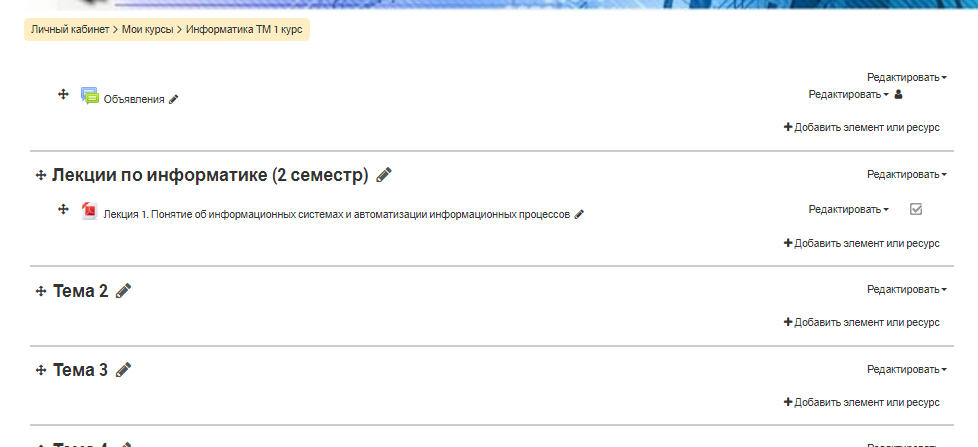 Личный кабинет > Мои курсы > Информатика ТМ 1 курс
Редактировать
Объявления
Редактировать
Добавить элемент или ресурс
Лекции по информатике (2 семестр)
Редактировать
Лекция 1. Понятие об информационных системах и автоматизации информационных процессов
Редактировать
Добавить элемент или ресурс
Тема 2
Редактировать
Добавить элемент или ресурс
Тема 3
Редактировать
Добавить элемент или ресурс